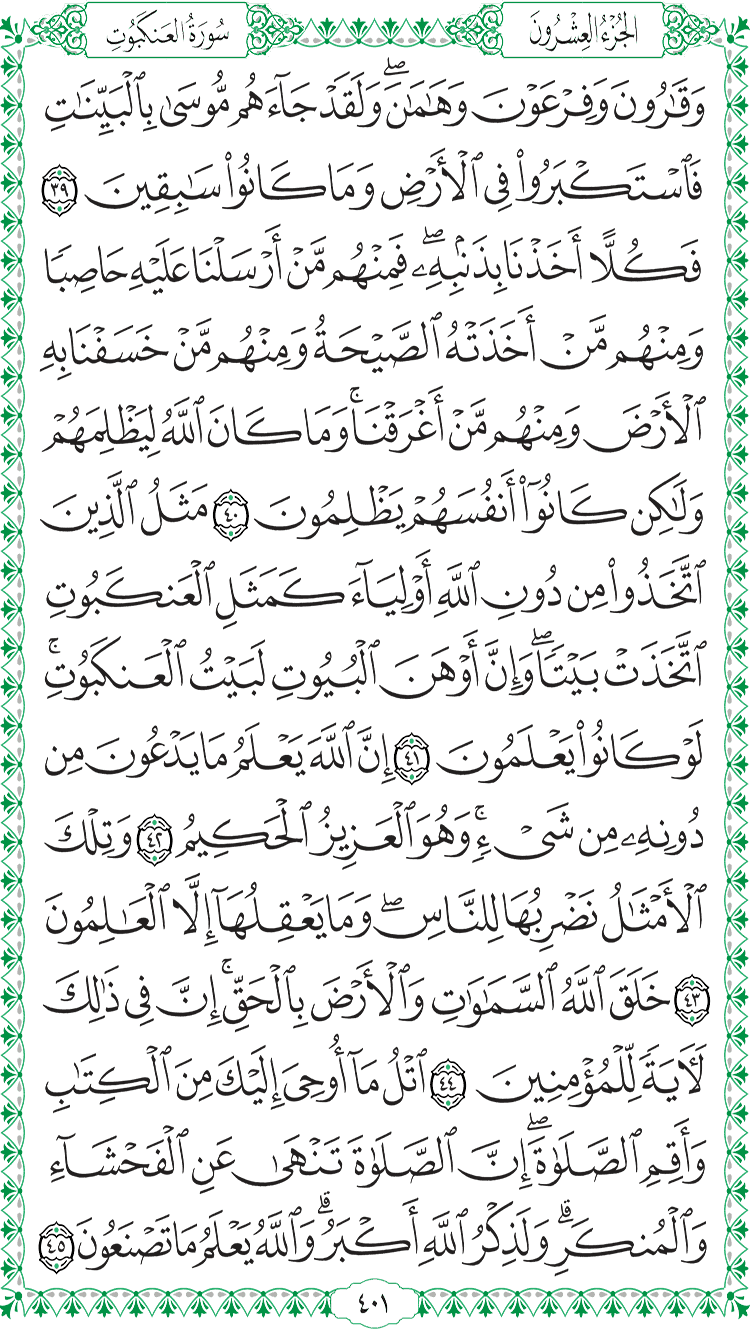 الجُزْءُ العِشْرُونَ
سُورَةُ العَنكَبُوتِ
وَقَٰرُونَ وَفِرْعَوْنَ وَهَٰمَٰنَۖ وَلَقَدْ جَآءَهُم مُّوسَىٰ بِٱلْبَيِّنَٰتِ
فَٱسْتَكْبَرُوا۟ فِى ٱلْأَرْضِ وَمَا كَانُوا۟ سَٰبِقِينَ ٣٩
فَكُلًّا أَخَذْنَا بِذَنۢبِهِۦۖ فَمِنْهُم مَّنْ أَرْسَلْنَا عَلَيْهِ حَاصِبًا
وَمِنْهُم مَّنْ أَخَذَتْهُ ٱلصَّيْحَةُ وَمِنْهُم مَّنْ خَسَفْنَا بِهِ
ٱلْأَرْضَ وَمِنْهُم مَّنْ أَغْرَقْنَاۚ وَمَا كَانَ ٱللَّهُ لِيَظْلِمَهُمْ
وَلَٰكِن كَانُوٓا۟ أَنفُسَهُمْ يَظْلِمُونَ ٤٠ مَثَلُ ٱلَّذِينَ
ٱتَّخَذُوا۟ مِن دُونِ ٱللَّهِ أَوْلِيَآءَ كَمَثَلِ ٱلْعَنكَبُوتِ
ٱتَّخَذَتْ بَيْتًاۖ وَإِنَّ أَوْهَنَ ٱلْبُيُوتِ لَبَيْتُ ٱلْعَنكَبُوتِۚ
لَوْ كَانُوا۟ يَعْلَمُونَ ٤١ إِنَّ ٱللَّهَ يَعْلَمُ مَا يَدْعُونَ مِن
دُونِهِۦ مِن شَىْءٍۚ وَهُوَ ٱلْعَزِيزُ ٱلْحَكِيمُ ٤٢ وَتِلْكَ
ٱلْأَمْثَٰلُ نَضْرِبُهَا لِلنَّاسِۖ وَمَا يَعْقِلُهَآ إِلَّا ٱلْعَٰلِمُونَ
٤٣ خَلَقَ ٱللَّهُ ٱلسَّمَٰوَٰتِ وَٱلْأَرْضَ بِٱلْحَقِّۚ إِنَّ فِى ذَٰلِكَ
لَءَايَةً لِّلْمُؤْمِنِينَ ٤٤ ٱتْلُ مَآ أُوحِىَ إِلَيْكَ مِنَ ٱلْكِتَٰبِ
وَأَقِمِ ٱلصَّلَوٰةَۖ إِنَّ ٱلصَّلَوٰةَ تَنْهَىٰ عَنِ ٱلْفَحْشَآءِ
وَٱلْمُنكَرِۗ وَلَذِكْرُ ٱللَّهِ أَكْبَرُۗ وَٱللَّهُ يَعْلَمُ مَا تَصْنَعُونَ ٤٥
٤٠١